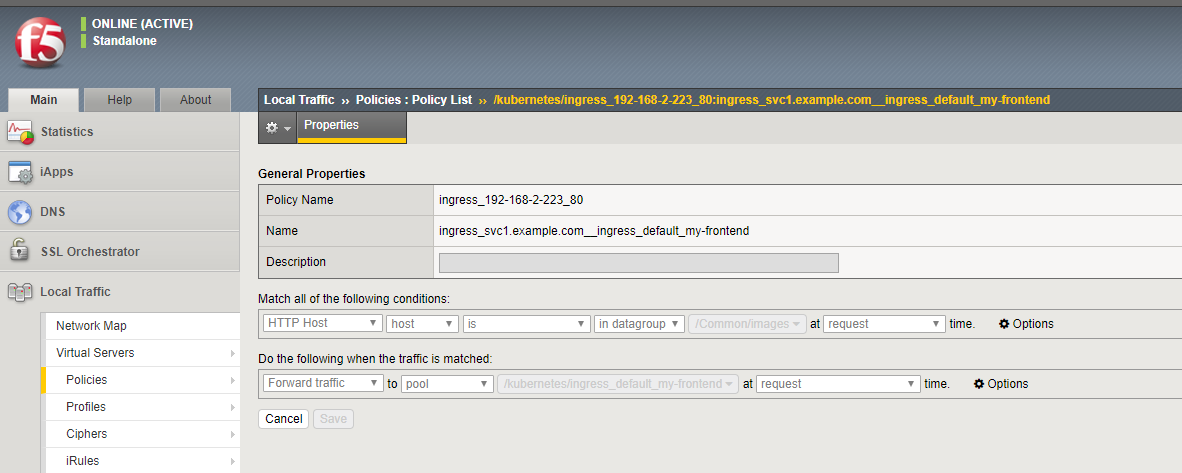 f5
ONLINE (ACTIVE)
Standalone
Main Help About
Local Traffic ›› Policies : Policy List ›› /kubernetes/ingress_192-168-2-223_80:ingress_svc1.example.com__ingress_default_my-frontend
Properties
Statistics
iApps
DNS
SSL Orchestrator
Local Traffic
Network Map
Virtual Servers
Policies
Profiles
Ciphers
iRules
General Properties
Policy Name ingress_192-168-2-223_80
Name ingress_svc1.example.com__ingress_default_my-frontend
Description
Match all of the following conditions:
HTTP Host host is in datagroup /Common/images at request time. Options
Do the following when the traffic is matched:
Forward traffic to pool /kubernetes/ingress_default_my-frontend at request time. Options
Cancel Save